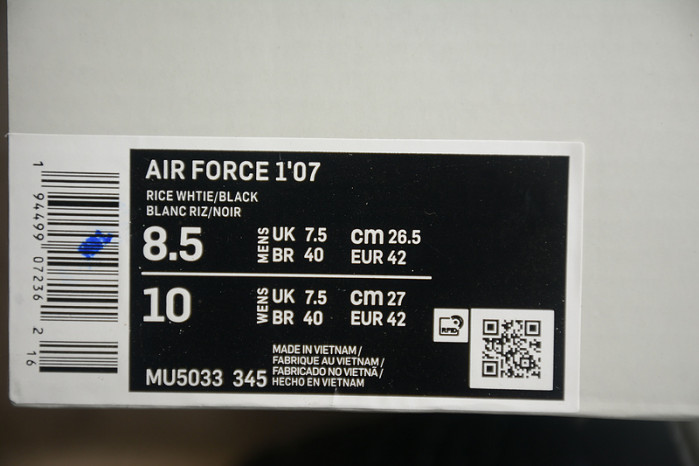 AIR FORCE 1'07
RICE WHTIE/BLACK
BLANC RIZ/NOIR
8.5 MENS UK 7.5 cm 26.5
BR 40 EUR 42
10 WENS UK 7.5 cm 27
BR 40 EUR 42
RFID
MADE IN VIETNAM /
FABRIQUE AU VIETNAM /
FABRICADO NO VIETNÃ /
HECHO EN VIETNAM
MU5033 345
1 94499 07236 2 16